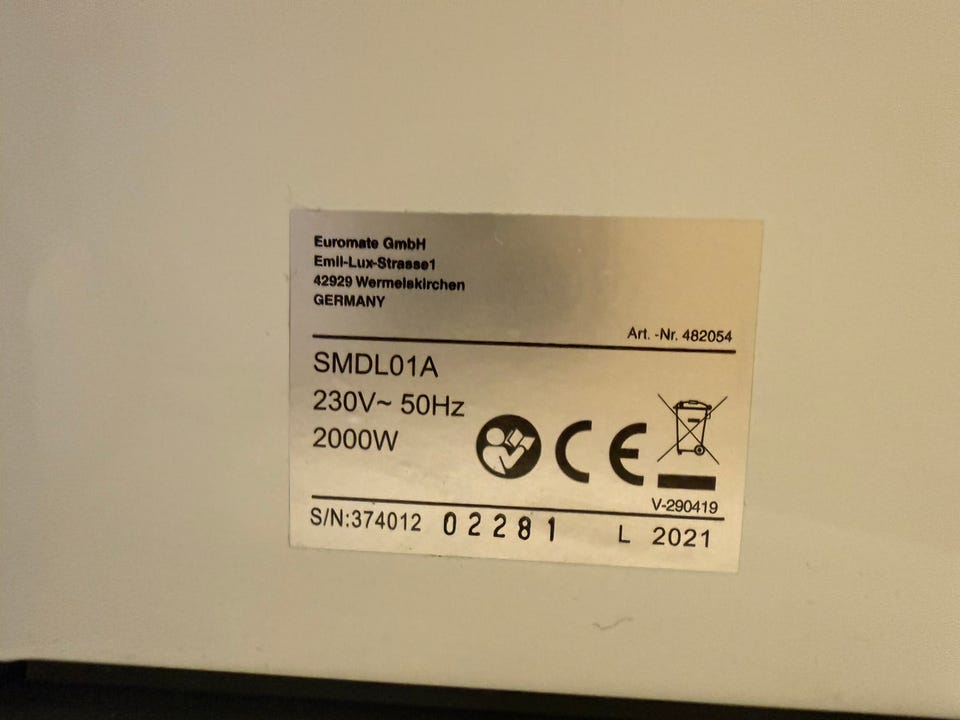 Euromate GmbH
Emil-Lux-Strasse1
42929 Wermelskirchen
GERMANY
Art. -Nr. 482054
SMDL01A
230V~ 50Hz
2000W
CE
V-290419
S/N:374012 02281 L 2021